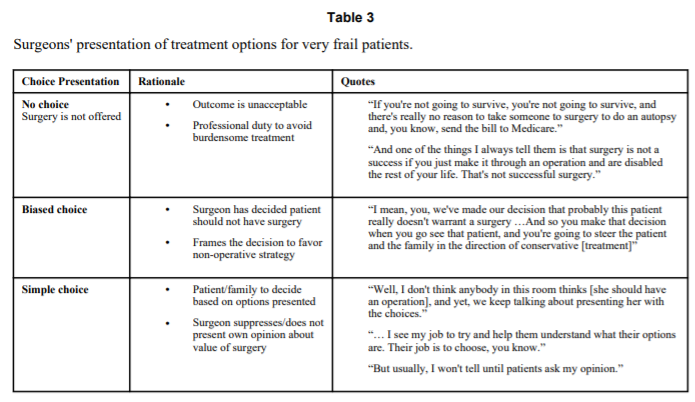 Table 3
Surgeons' presentation of treatment options for very frail patients.
Choice Presentation
Rationale
Quotes
No choice
Surgery is not offered
• Outcome is unacceptable
• Professional duty to avoid
burdensome treatment
“If you're not going to survive, you're not going to survive, and
there's really no reason to take someone to surgery to do an autopsy
and, you know, send the bill to Medicare.”
“And one of the things I always tell them is that surgery is not a
success if you just make it through an operation and are disabled
the rest of your life. That's not successful surgery.”
Biased choice
• Surgeon has decided patient
should not have surgery
• Frames the decision to favor
non-operative strategy
“I mean, you, we've made our decision that probably this patient
really doesn't warrant a surgery …And so you make that decision
when you go see that patient, and you're going to steer the patient
and the family in the direction of conservative [treatment]”
Simple choice
• Patient/family to decide
based on options presented
• Surgeon suppresses/does not
present own opinion about
value of surgery
“Well, I don't think anybody in this room thinks [she should have
an operation], and yet, we keep talking about presenting her with
the choices.”
“… I see my job to try and help them understand what their options
are. Their job is to choose, you know.”
“But usually, I won't tell until patients ask my opinion.”